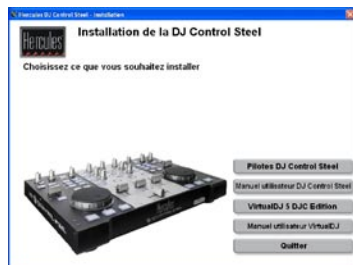 Hercules DJ Control Steel - Installation
Hercules
Installation de la DJ Control Steel
Choisissez ce que vous souhaitez installer
Pilotes DJ Control Steel
Manuel utilisateur DJ Control Steel
VirtualDJ 5 DJC Edition
Manuel utilisateur VirtualDJ
Quitter